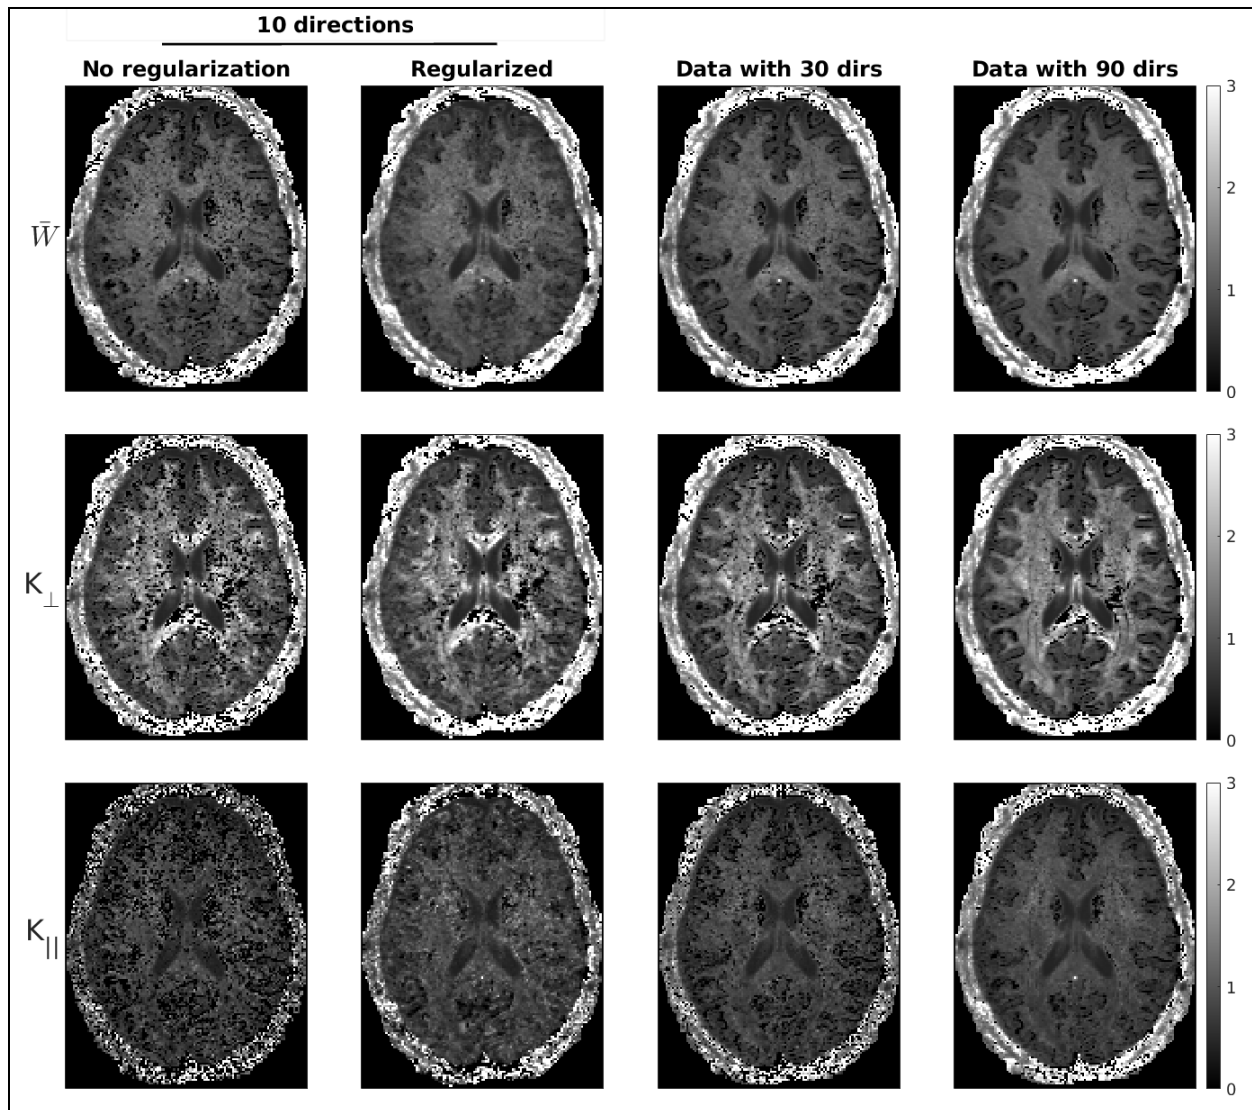 10 directions
No regularization Regularized Data with 30 dirs Data with 90 dirs
3
2
W̄
1
0
3
2
K⊥
1
0
3
2
K||
1
0